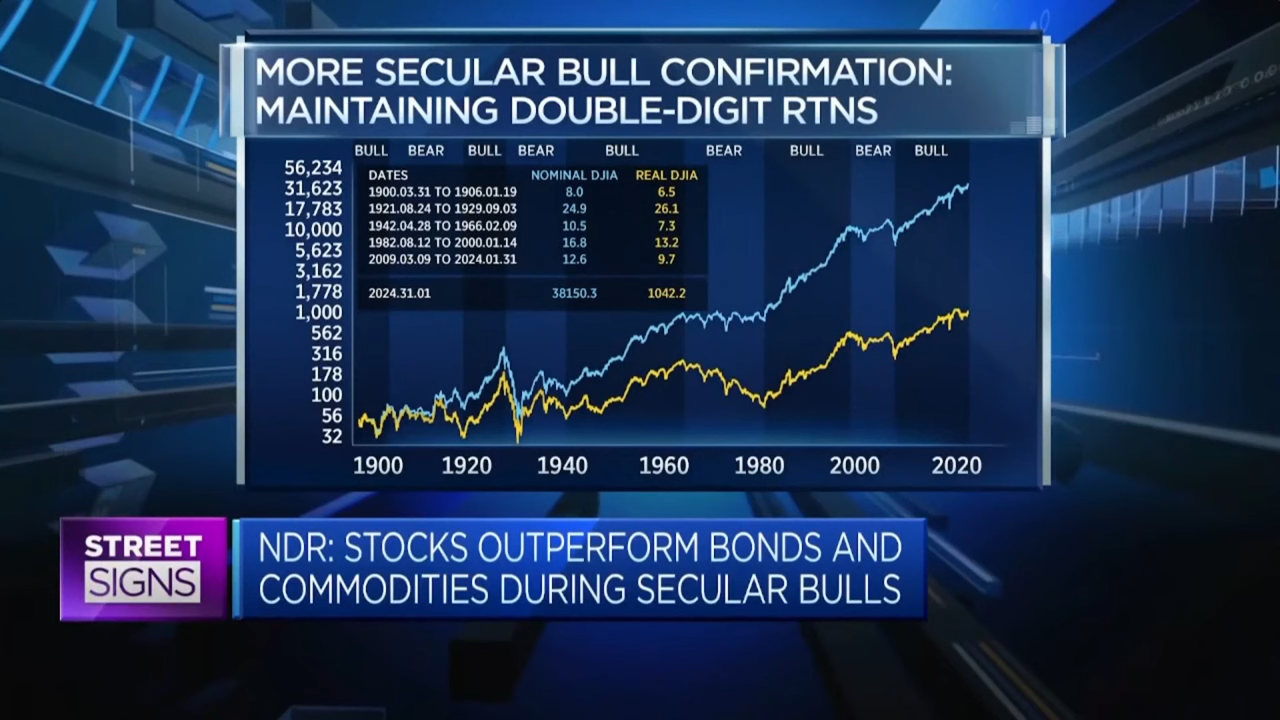 MORE SECULAR BULL CONFIRMATION:
MAINTAINING DOUBLE-DIGIT RTNS
BULL BEAR BULL BEAR BULL BEAR BULL BEAR BULL
56,234
31,623
17,783
10,000
5,623
3,162
1,778
1,000
562
316
178
100
56
32
DATES NOMINAL DJIA REAL DJIA
1900.03.31 TO 1906.01.19 8.0 6.5
1921.08.24 TO 1929.09.03 24.9 26.1
1942.04.28 TO 1966.02.09 10.5 7.3
1982.08.12 TO 2000.01.14 16.8 13.2
2009.03.09 TO 2024.01.31 12.6 9.7
2024.31.01 38150.3 1042.2
1900 1920 1940 1960 1980 2000 2020
STREET
SIGNS
NDR: STOCKS OUTPERFORM BONDS AND
COMMODITIES DURING SECULAR BULLS